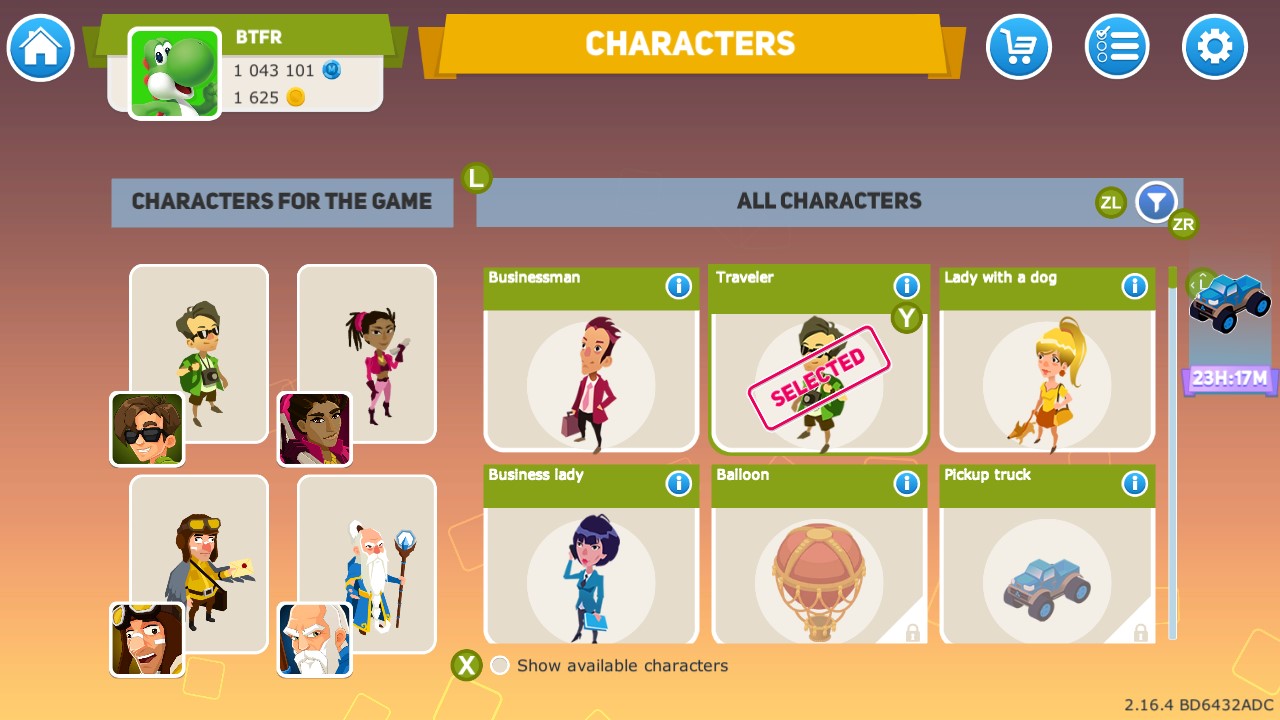 BTFR
1 043 101
1 625
CHARACTERS
CHARACTERS FOR THE GAME
L
ALL CHARACTERS
ZL
ZR
Businessman
Traveler
Lady with a dog
Y
SELECTED
23H:17M
Business lady
Balloon
Pickup truck
X
Show available characters
2.16.4 BD6432ADC